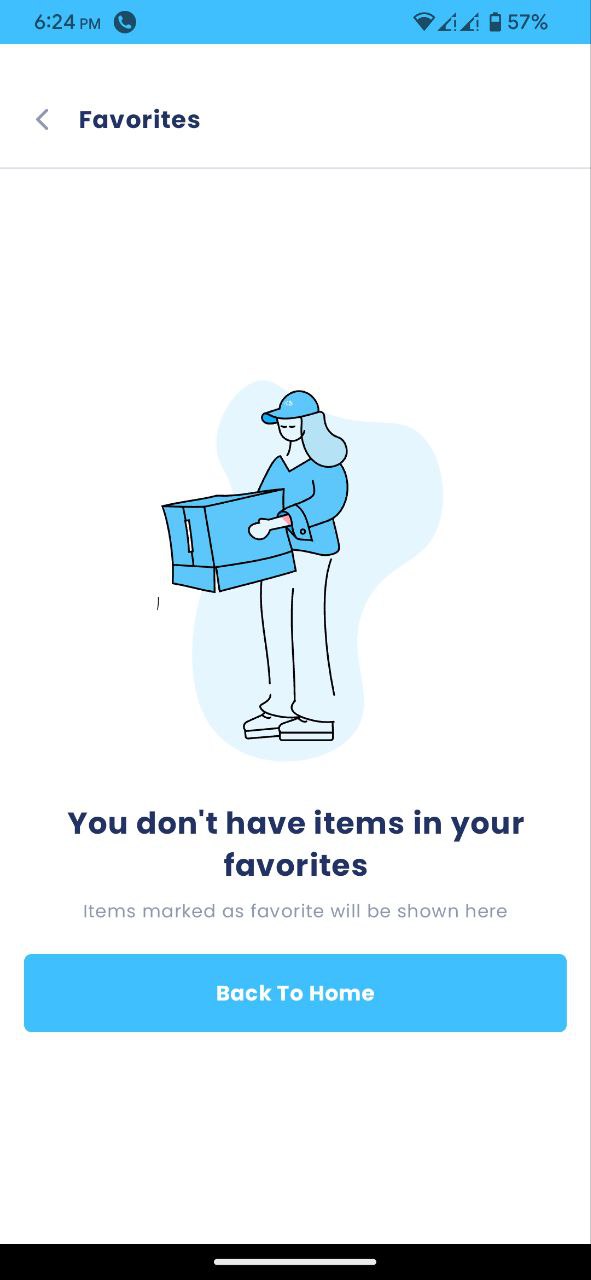 6:24 PM 57%
Favorites
You don't have items in your
favorites
Items marked as favorite will be shown here
Back To Home